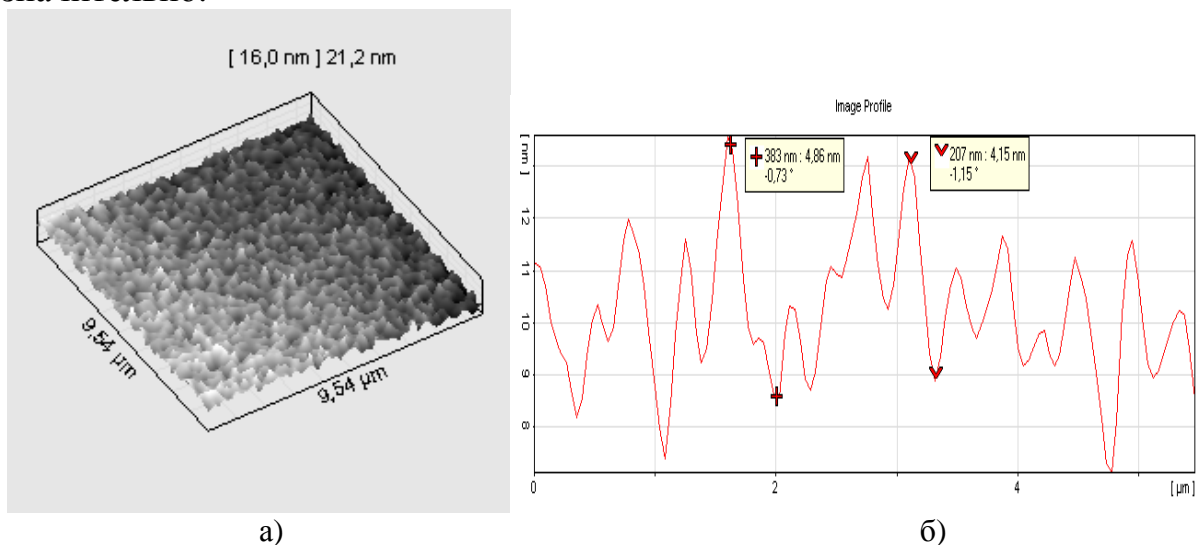 [ 16,0 nm ] 21,2 nm
9,54 µm
9,54 µm
Image Profile
[ nm ]
383 nm : 4,86 nm
-0,73 °
207 nm : 4,15 nm
-1,15 °
12
11
10
9
8
0
2
4
[ µm ]
а)
б)